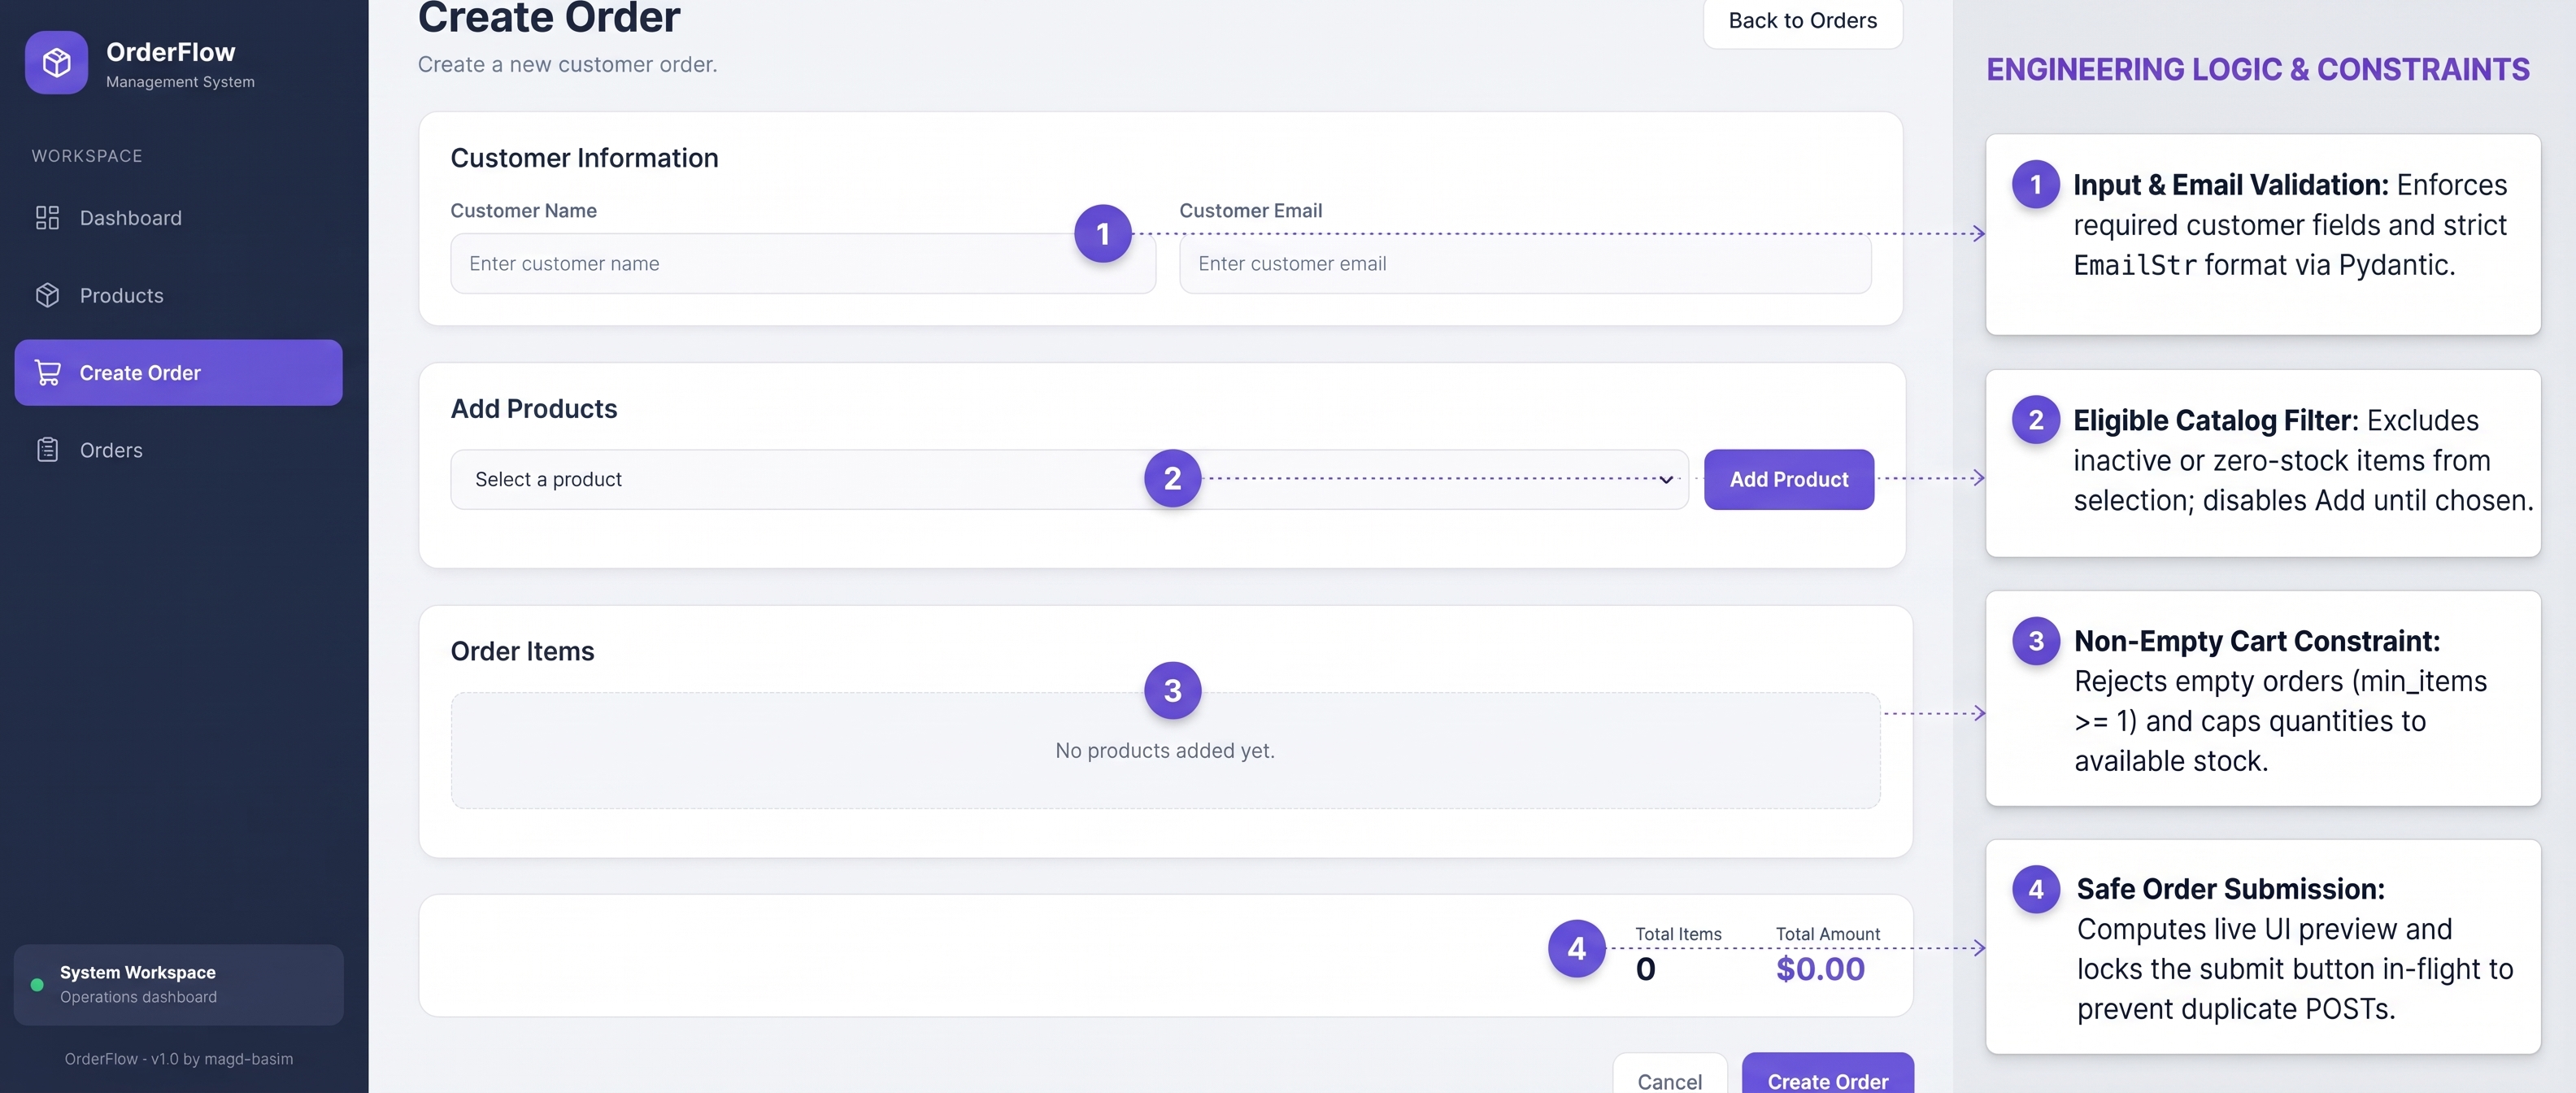 OrderFlow
Management System
WORKSPACE
Dashboard
Products
Create Order
Orders
System Workspace
Operations dashboard
OrderFlow - v1.0 by magd-basim
Create Order
Create a new customer order.
Back to Orders
Customer Information
Customer Name
Customer Email
1
Enter customer name
Enter customer email
Add Products
Select a product
2
Add Product
Order Items
3
No products added yet.
4
Total Items
Total Amount
0
$0.00
Cancel
Create Order
ENGINEERING LOGIC & CONSTRAINTS
1
Input & Email Validation: Enforces
required customer fields and strict
EmailStr format via Pydantic.
2
Eligible Catalog Filter: Excludes
inactive or zero-stock items from
selection; disables Add until chosen.
3
Non-Empty Cart Constraint:
Rejects empty orders (min_items
>= 1) and caps quantities to
available stock.
4
Safe Order Submission:
Computes live UI preview and
locks the submit button in-flight to
prevent duplicate POSTs.